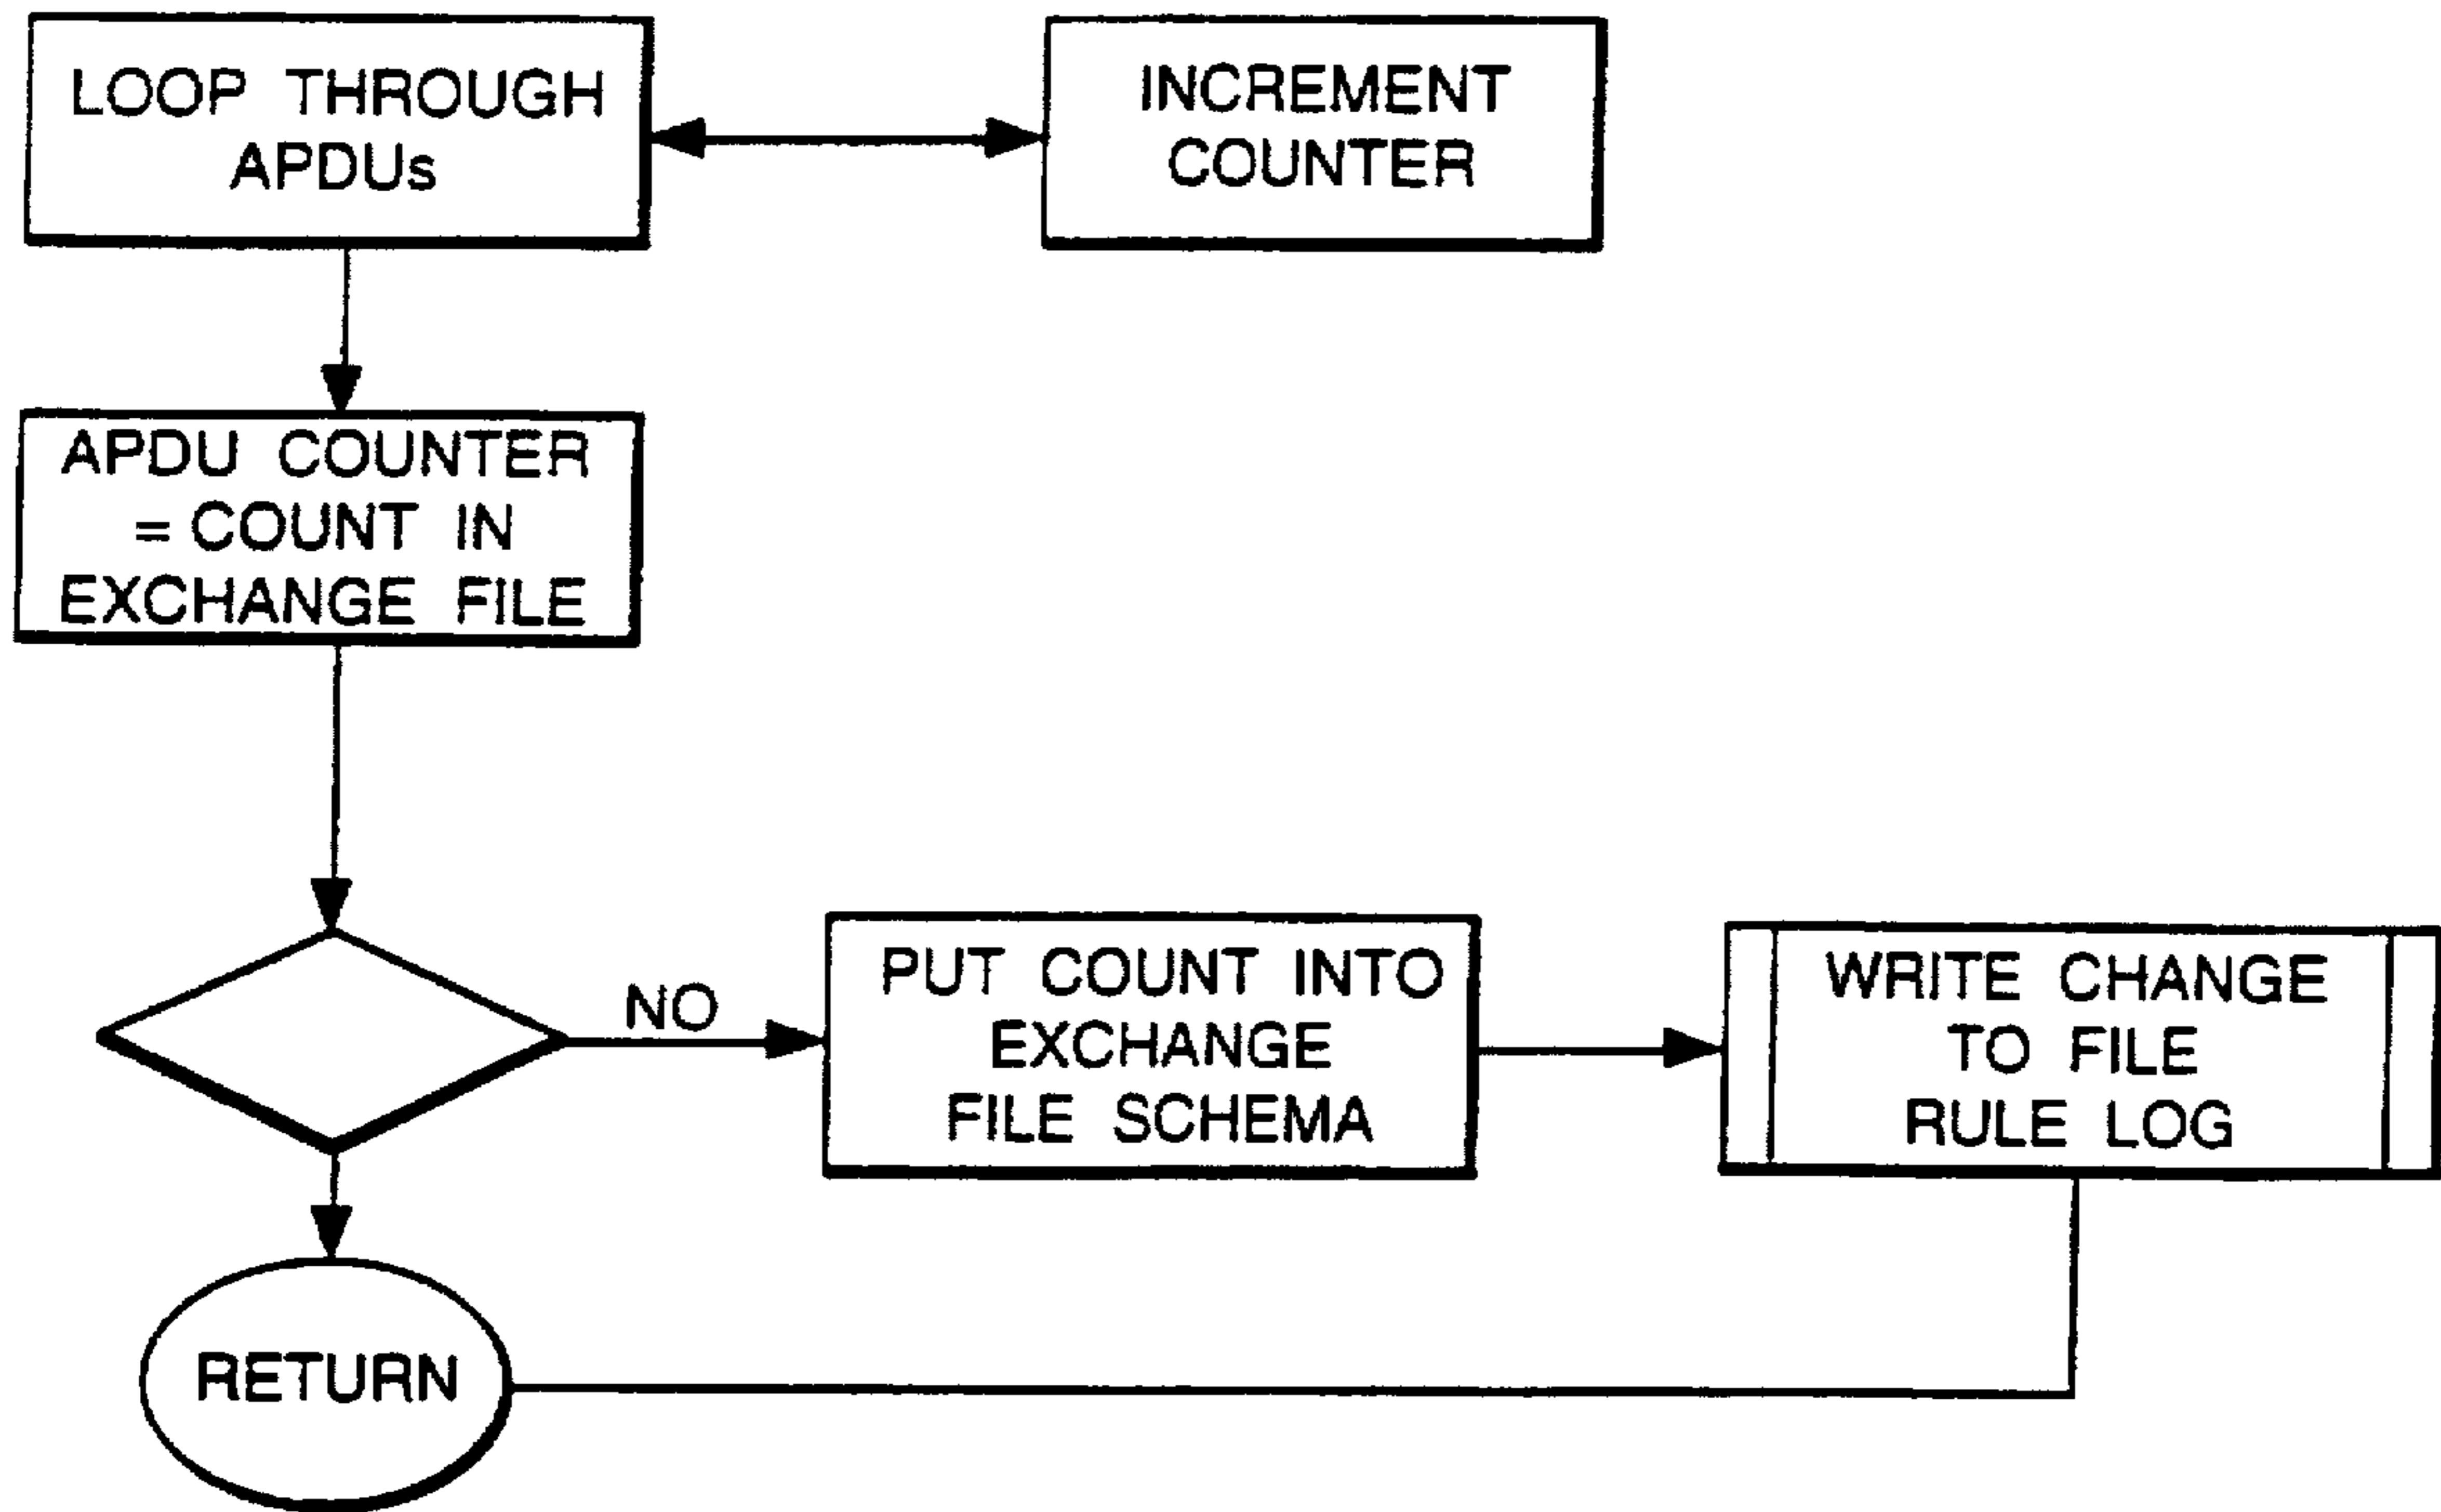 LOOP THROUGH
APDUs
INCREMENT
COUNTER
APDU COUNTER
= COUNT IN
EXCHANGE FILE
NO
PUT COUNT INTO
EXCHANGE
FILE SCHEMA
WRITE CHANGE
TO FILE
RULE LOG
RETURN